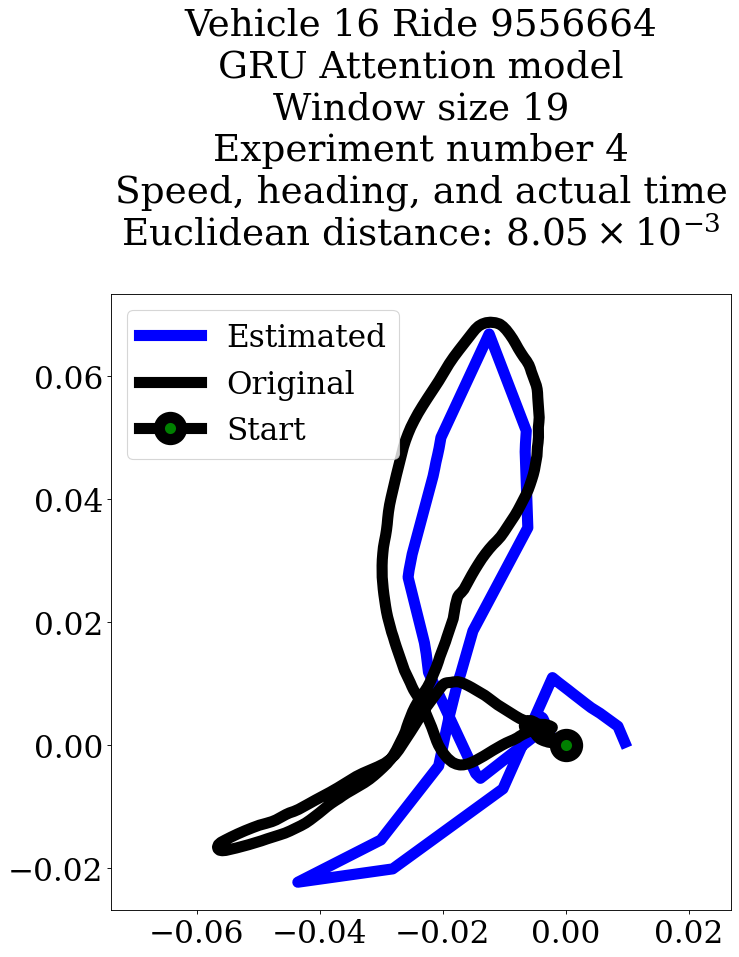 Vehicle 16 Ride 9556664
GRU Attention model
Window size 19
Experiment number 4
Speed, heading, and actual time
Euclidean distance: 8.05 × 10⁻³
Estimated
Original
Start
0.06
0.04
0.02
0.00
−0.02
−0.06 −0.04 −0.02 0.00 0.02